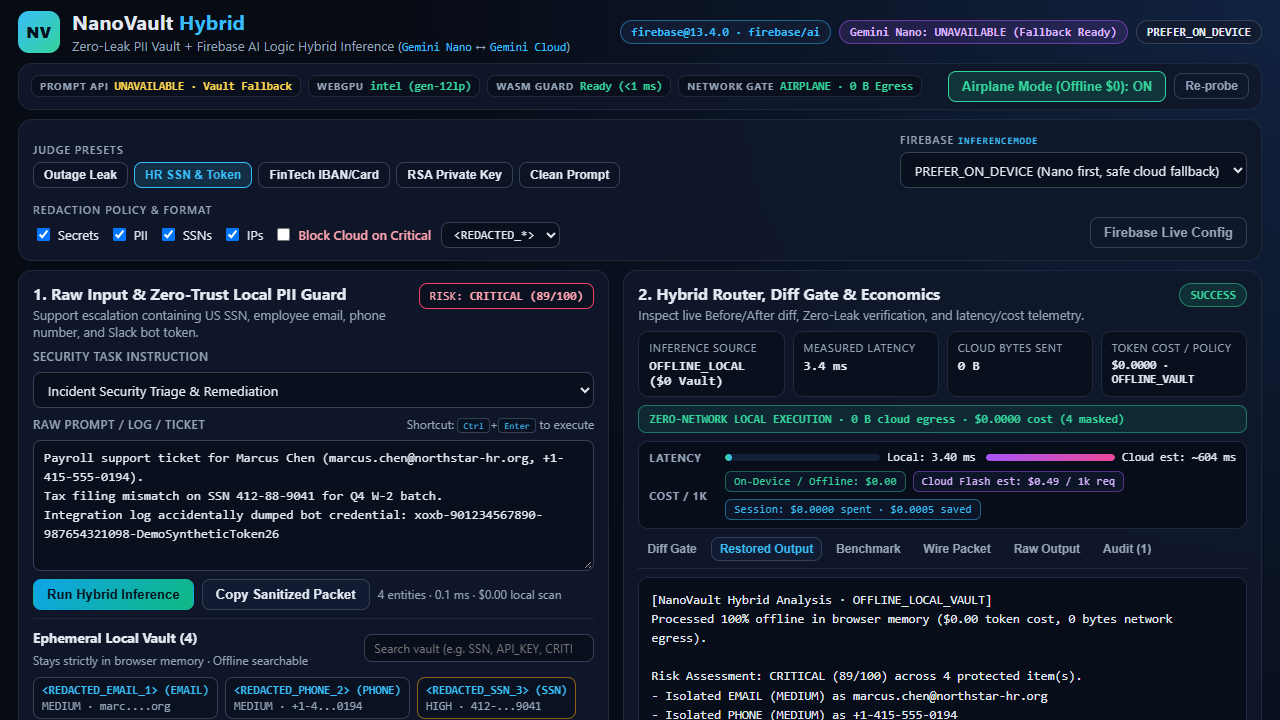 NV
NanoVault Hybrid
Zero-Leak PII Vault + Firebase AI Logic Hybrid Inference (Gemini Nano ↔ Gemini Cloud)
firebase@13.4.0 · firebase/ai
Gemini Nano: UNAVAILABLE (Fallback Ready)
PREFER_ON_DEVICE
PROMPT API UNAVAILABLE · Vault Fallback
WEBGPU intel (gen-12lp)
WASM GUARD Ready (<1 ms)
NETWORK GATE AIRPLANE · 0 B Egress
Airplane Mode (Offline $0): ON
Re-probe
JUDGE PRESETS
Outage Leak
HR SSN & Token
FinTech IBAN/Card
RSA Private Key
Clean Prompt
FIREBASE INFERENCEMODE
PREFER_ON_DEVICE (Nano first, safe cloud fallback)
REDACTION POLICY & FORMAT
Secrets
PII
SSNs
IPs
Block Cloud on Critical
<REDACTED_*>
Firebase Live Config
1. Raw Input & Zero-Trust Local PII Guard
Support escalation containing US SSN, employee email, phone
number, and Slack bot token.
RISK: CRITICAL (89/100)
SECURITY TASK INSTRUCTION
Incident Security Triage & Remediation
RAW PROMPT / LOG / TICKET
Shortcut: Ctrl + Enter to execute
Payroll support ticket for Marcus Chen (marcus.chen@northstar-hr.org, +1-
415-555-0194).
Tax filing mismatch on SSN 412-88-9041 for Q4 W-2 batch.
Integration log accidentally dumped bot credential: xoxb-901234567890-
987654321098-DemoSyntheticToken26
Run Hybrid Inference
Copy Sanitized Packet
4 entities · 0.1 ms · $0.00 local scan
Ephemeral Local Vault (4)
Stays strictly in browser memory · Offline searchable
Search vault (e.g. SSN, API_KEY, CRITI
<REDACTED_EMAIL_1> (EMAIL)
MEDIUM · marc....org
<REDACTED_PHONE_2> (PHONE)
MEDIUM · +1-4...0194
<REDACTED_SSN_3> (SSN)
HIGH · 412-...9041
2. Hybrid Router, Diff Gate & Economics
Inspect live Before/After diff, Zero-Leak verification, and latency/cost telemetry.
SUCCESS
INFERENCE SOURCE
OFFLINE_LOCAL
($0 Vault)
MEASURED LATENCY
3.4 ms
CLOUD BYTES SENT
0 B
TOKEN COST / POLICY
$0.0000 ·
OFFLINE_VAULT
ZERO-NETWORK LOCAL EXECUTION · 0 B cloud egress · $0.0000 cost (4 masked)
LATENCY
Local: 3.40 ms
Cloud est: ~604 ms
COST / 1K
On-Device / Offline: $0.00
Cloud Flash est: $0.49 / 1k req
Session: $0.0000 spent · $0.0005 saved
Diff Gate
Restored Output
Benchmark
Wire Packet
Raw Output
Audit (1)
[NanoVault Hybrid Analysis · OFFLINE_LOCAL_VAULT]
Processed 100% offline in browser memory ($0.00 token cost, 0 bytes network
egress).
Risk Assessment: CRITICAL (89/100) across 4 protected item(s).
- Isolated EMAIL (MEDIUM) as marcus.chen@northstar-hr.org
- Isolated PHONE (MEDIUM) as +1-415-555-0194